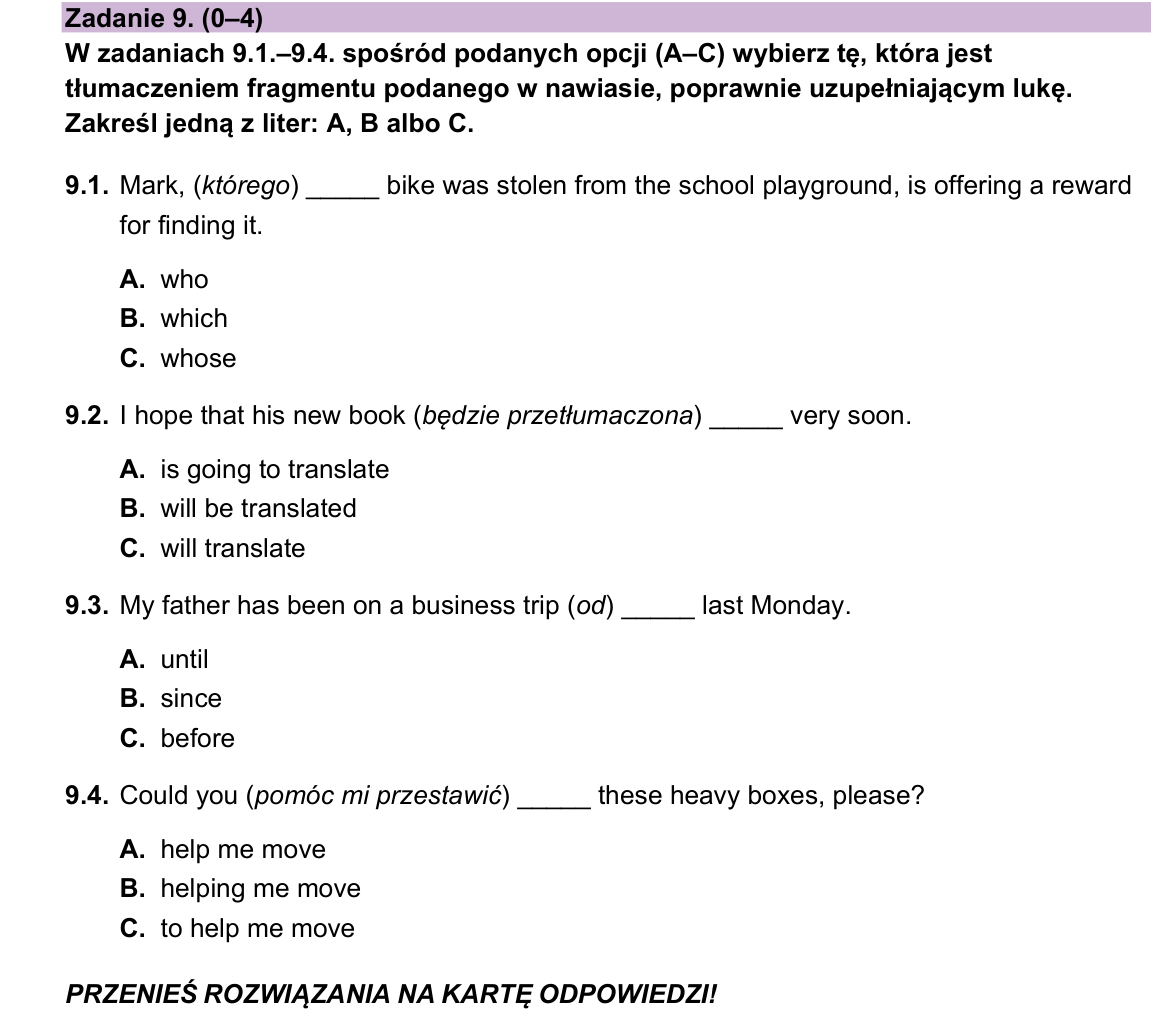 Zadanie 9. (0–4)
W zadaniach 9.1.–9.4. spośród podanych opcji (A–C) wybierz tę, która jest
tłumaczeniem fragmentu podanego w nawiasie, poprawnie uzupełniającym lukę.
Zakreśl jedną z liter: A, B albo C.
9.1. Mark, (którego) _____ bike was stolen from the school playground, is offering a reward
for finding it.
A. who
B. which
C. whose
9.2. I hope that his new book (będzie przetłumaczona) _____ very soon.
A. is going to translate
B. will be translated
C. will translate
9.3. My father has been on a business trip (od) _____ last Monday.
A. until
B. since
C. before
9.4. Could you (pomóc mi przestawić) _____ these heavy boxes, please?
A. help me move
B. helping me move
C. to help me move
PRZENIEŚ ROZWIĄZANIA NA KARTĘ ODPOWIEDZI!